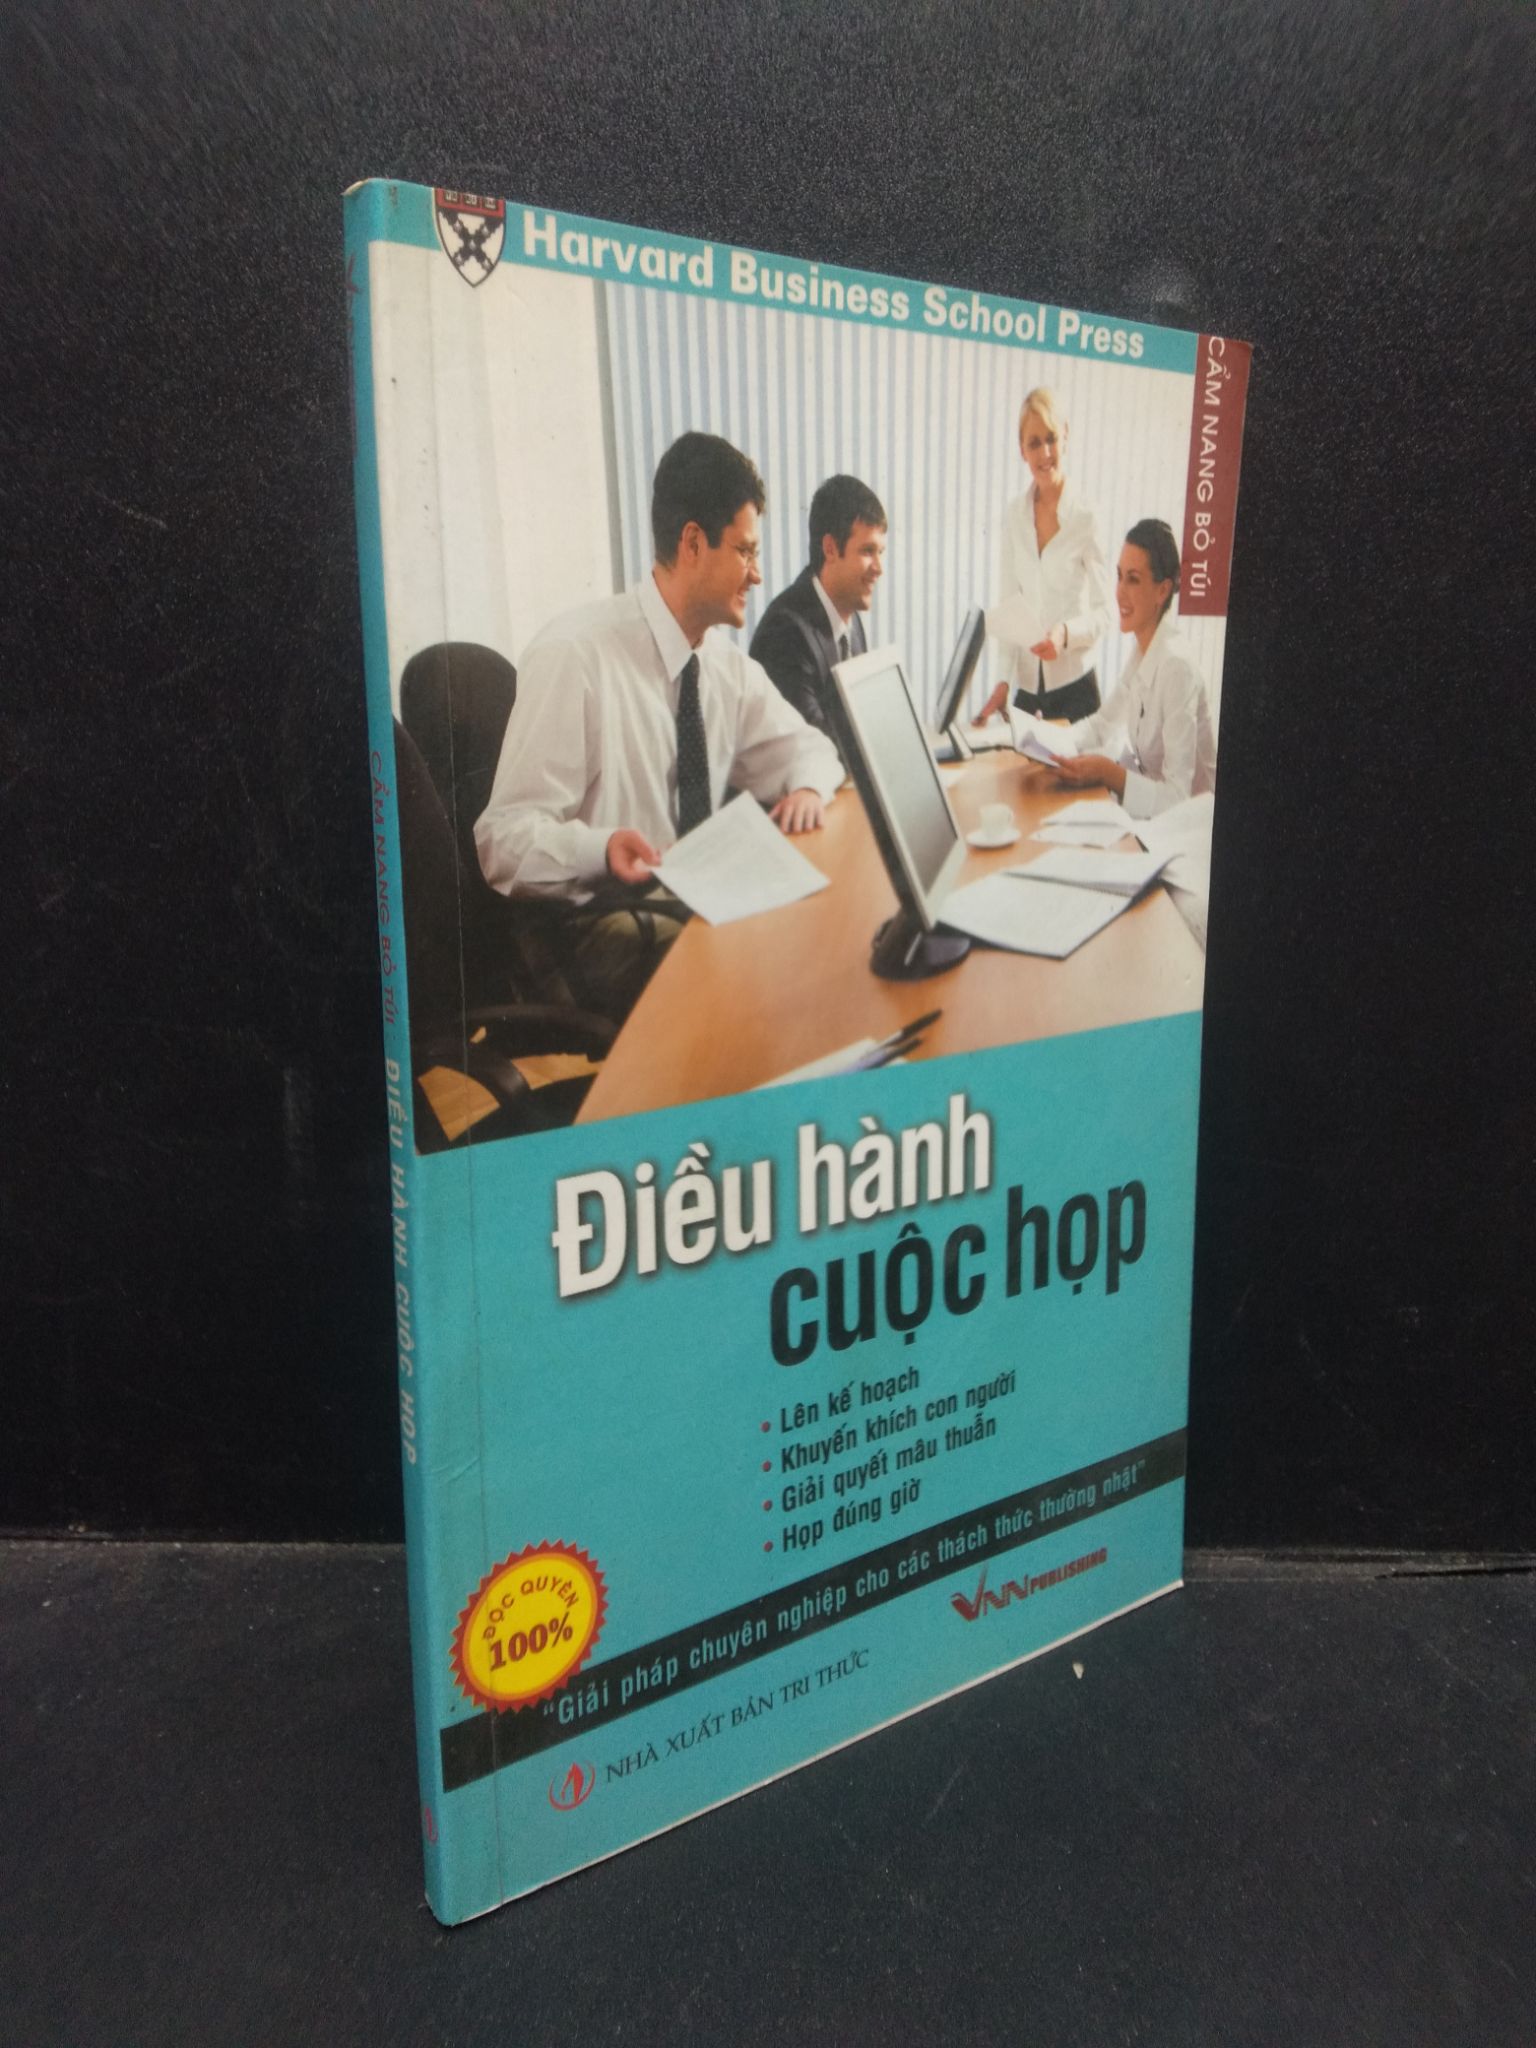 Harvard Business School Press
CẨM NANG BỎ TÚI
Điều hành
cuộc họp
• Lên kế hoạch
• Khuyến khích con người
• Giải quyết mâu thuẫn
• Họp đúng giờ
"Giải pháp chuyên nghiệp cho các thách thức thường nhật"
ĐỘC QUYỀN
100%
VNN PUBLISHING
NHÀ XUẤT BẢN TRI THỨC
CẨM NANG BỎ TÚI : ĐIỀU HÀNH CUỘC HỌP